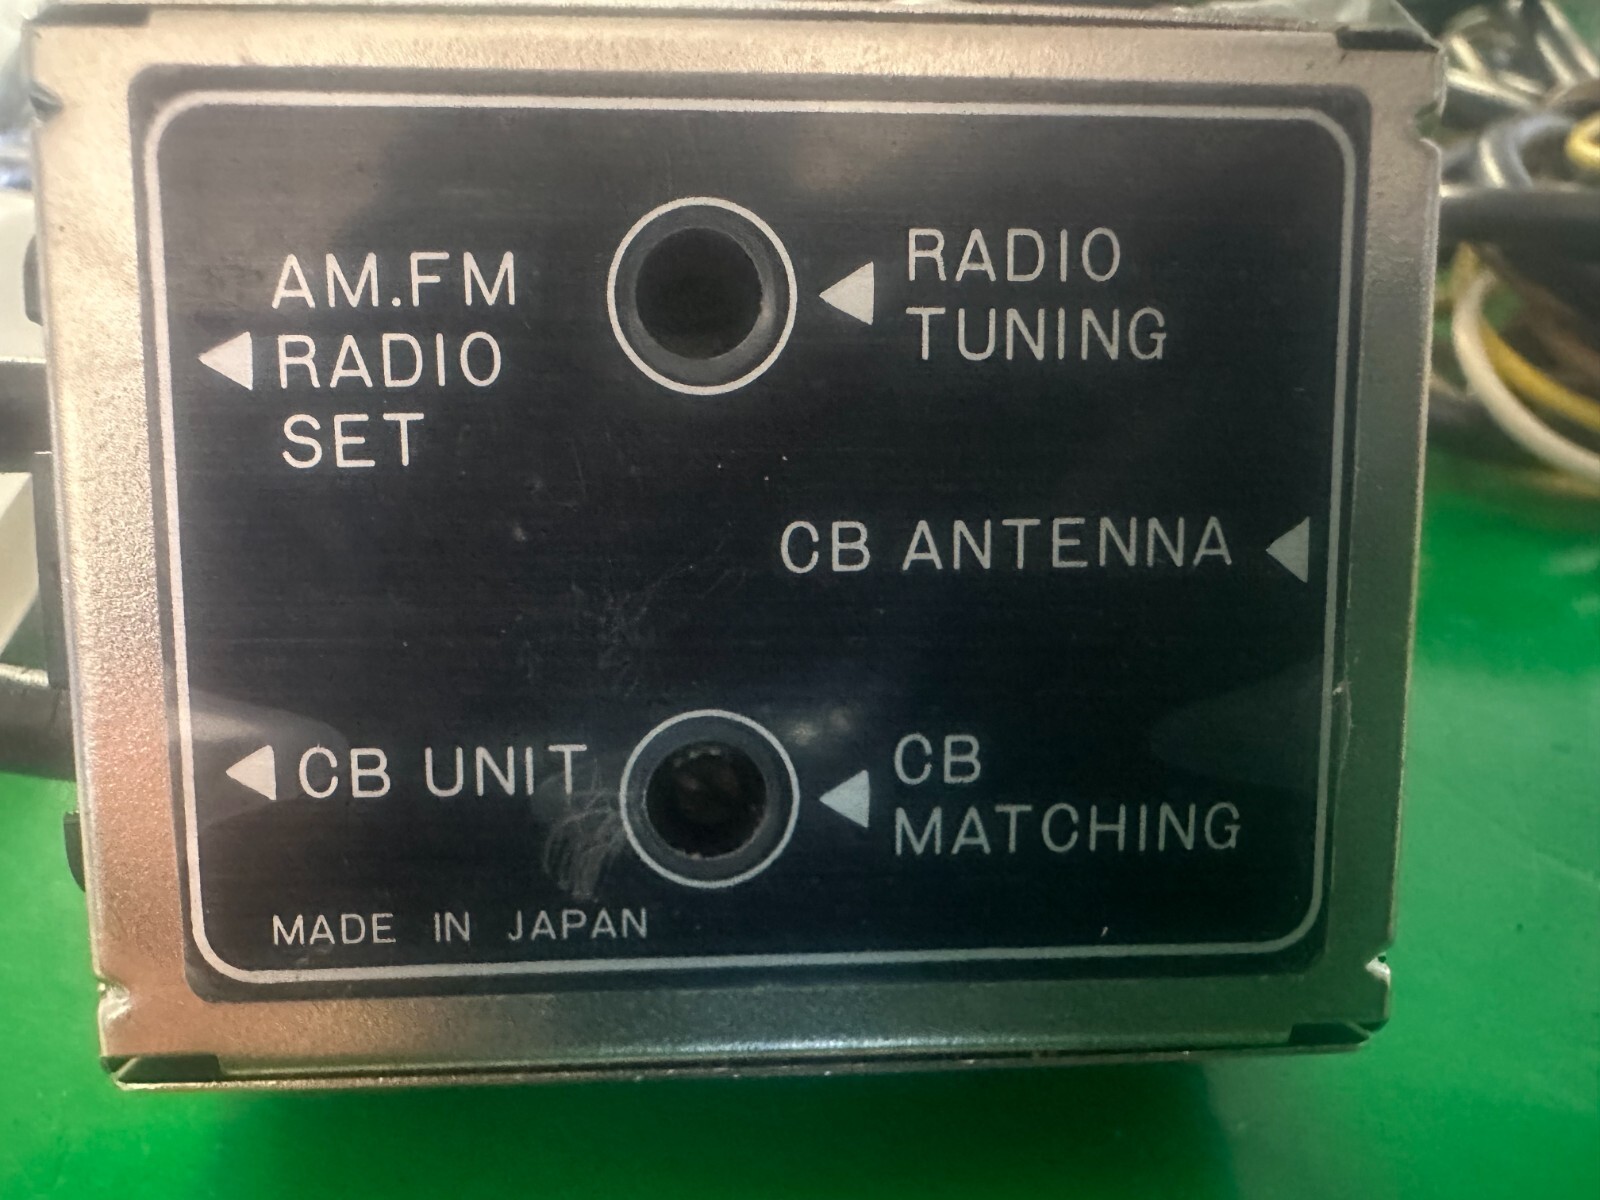 AM.FM
RADIO
SET
RADIO
TUNING
CB ANTENNA
CB UNIT
CB
MATCHING
MADE IN JAPAN